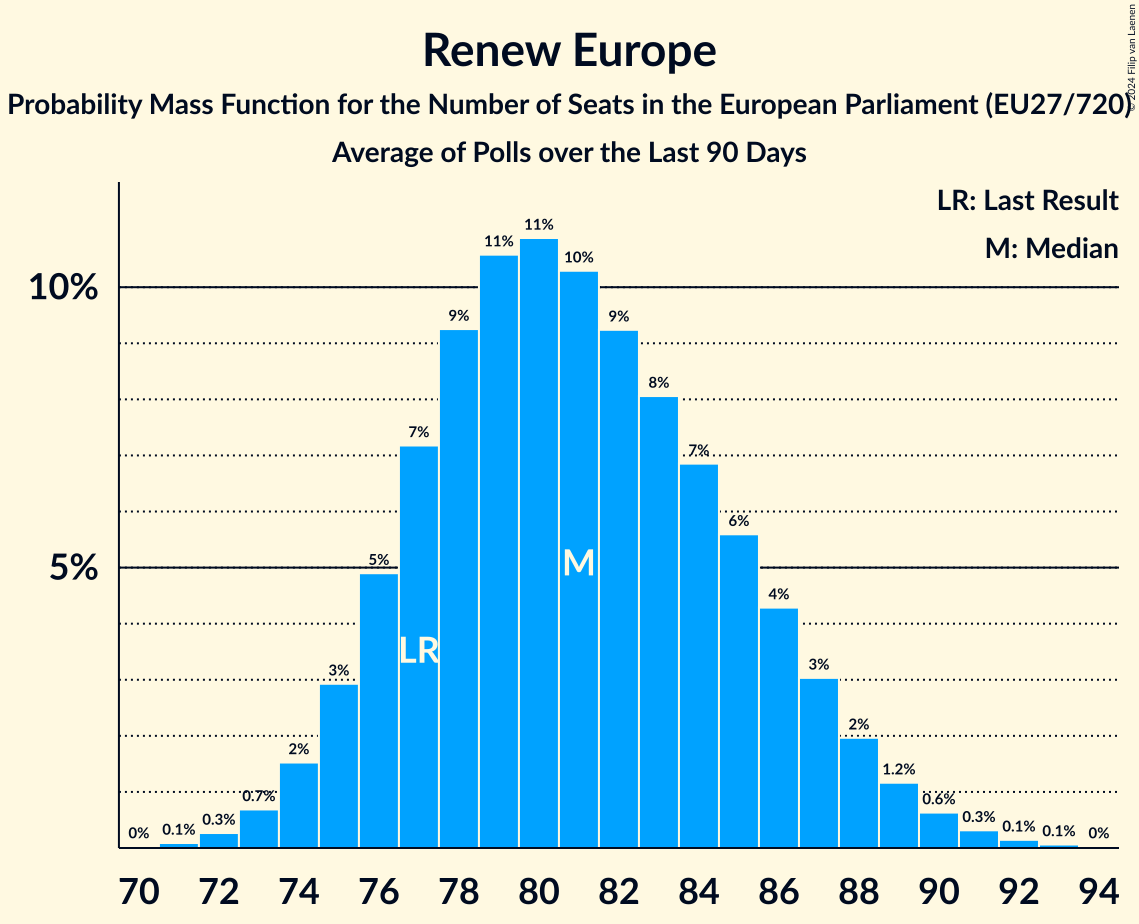 © 2024 Filip van Laenen
Renew Europe
Probability Mass Function for the Number of Seats in the European Parliament (EU27/720)
Average of Polls over the Last 90 Days
LR: Last Result
M: Median
10%
5%
0% 0.1% 0.3% 0.7% 2% 3% 5% 7% 9% 11% 11% 10% 9% 8% 7% 6% 4% 3% 2% 1.2% 0.6% 0.3% 0.1% 0.1% 0%
LR
M
70 72 74 76 78 80 82 84 86 88 90 92 94